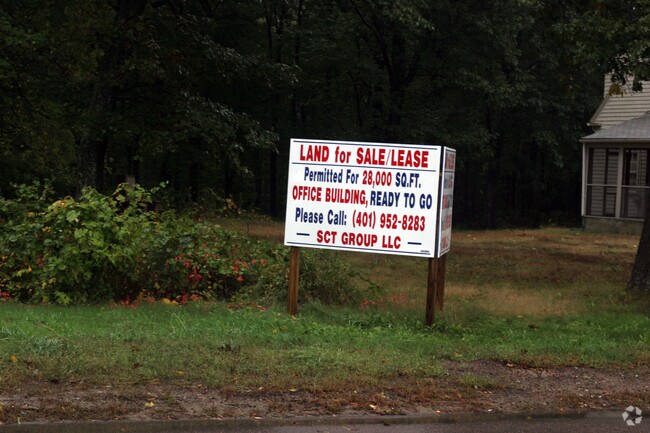 LAND for SALE/LEASE
Permitted For 28,000 SQ.FT.
OFFICE BUILDING, READY TO GO
Please Call: (401) 952-8283
— SCT GROUP LLC —